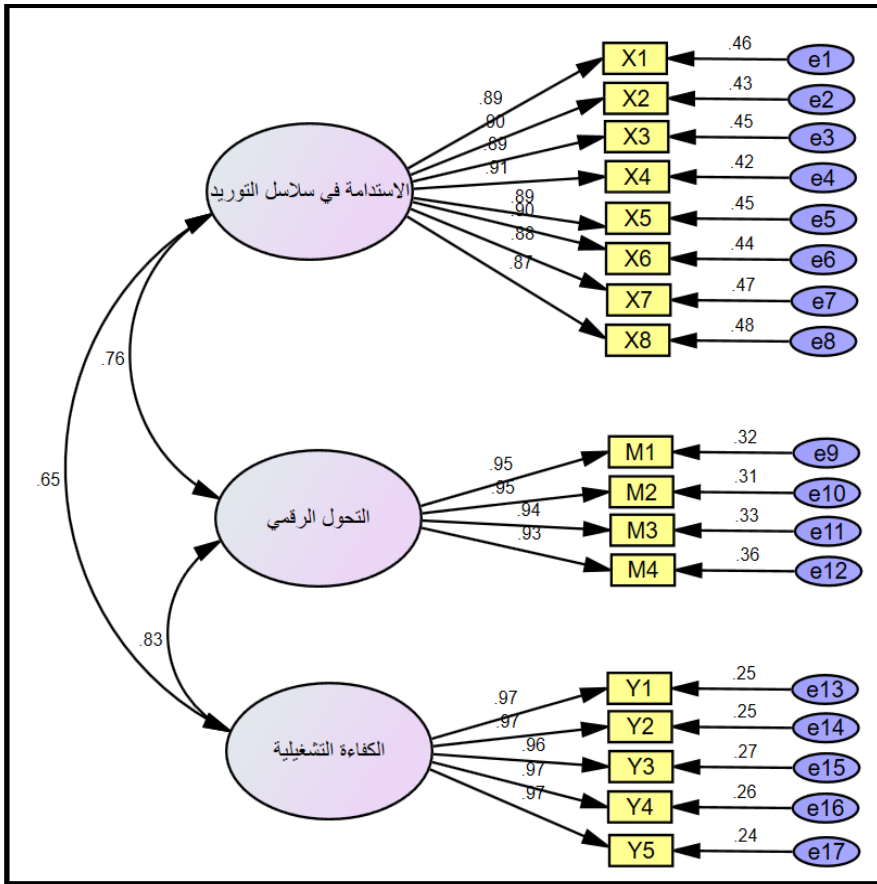 X1 .46 e1
X2 .43 e2
X3 .45 e3
X4 .42 e4
X5 .45 e5
X6 .44 e6
X7 .47 e7
X8 .48 e8
.89
.90
.89
.91
.89
.90
.88
.87
الاستدامة في سلاسل التوريد
.76
.65
M1 .32 e9
M2 .31 e10
M3 .33 e11
M4 .36 e12
.95
.95
.94
.93
التحول الرقمي
.83
Y1 .25 e13
Y2 .25 e14
Y3 .27 e15
Y4 .26 e16
Y5 .24 e17
.97
.97
.96
.97
.97
الكفاءة التشغيلية